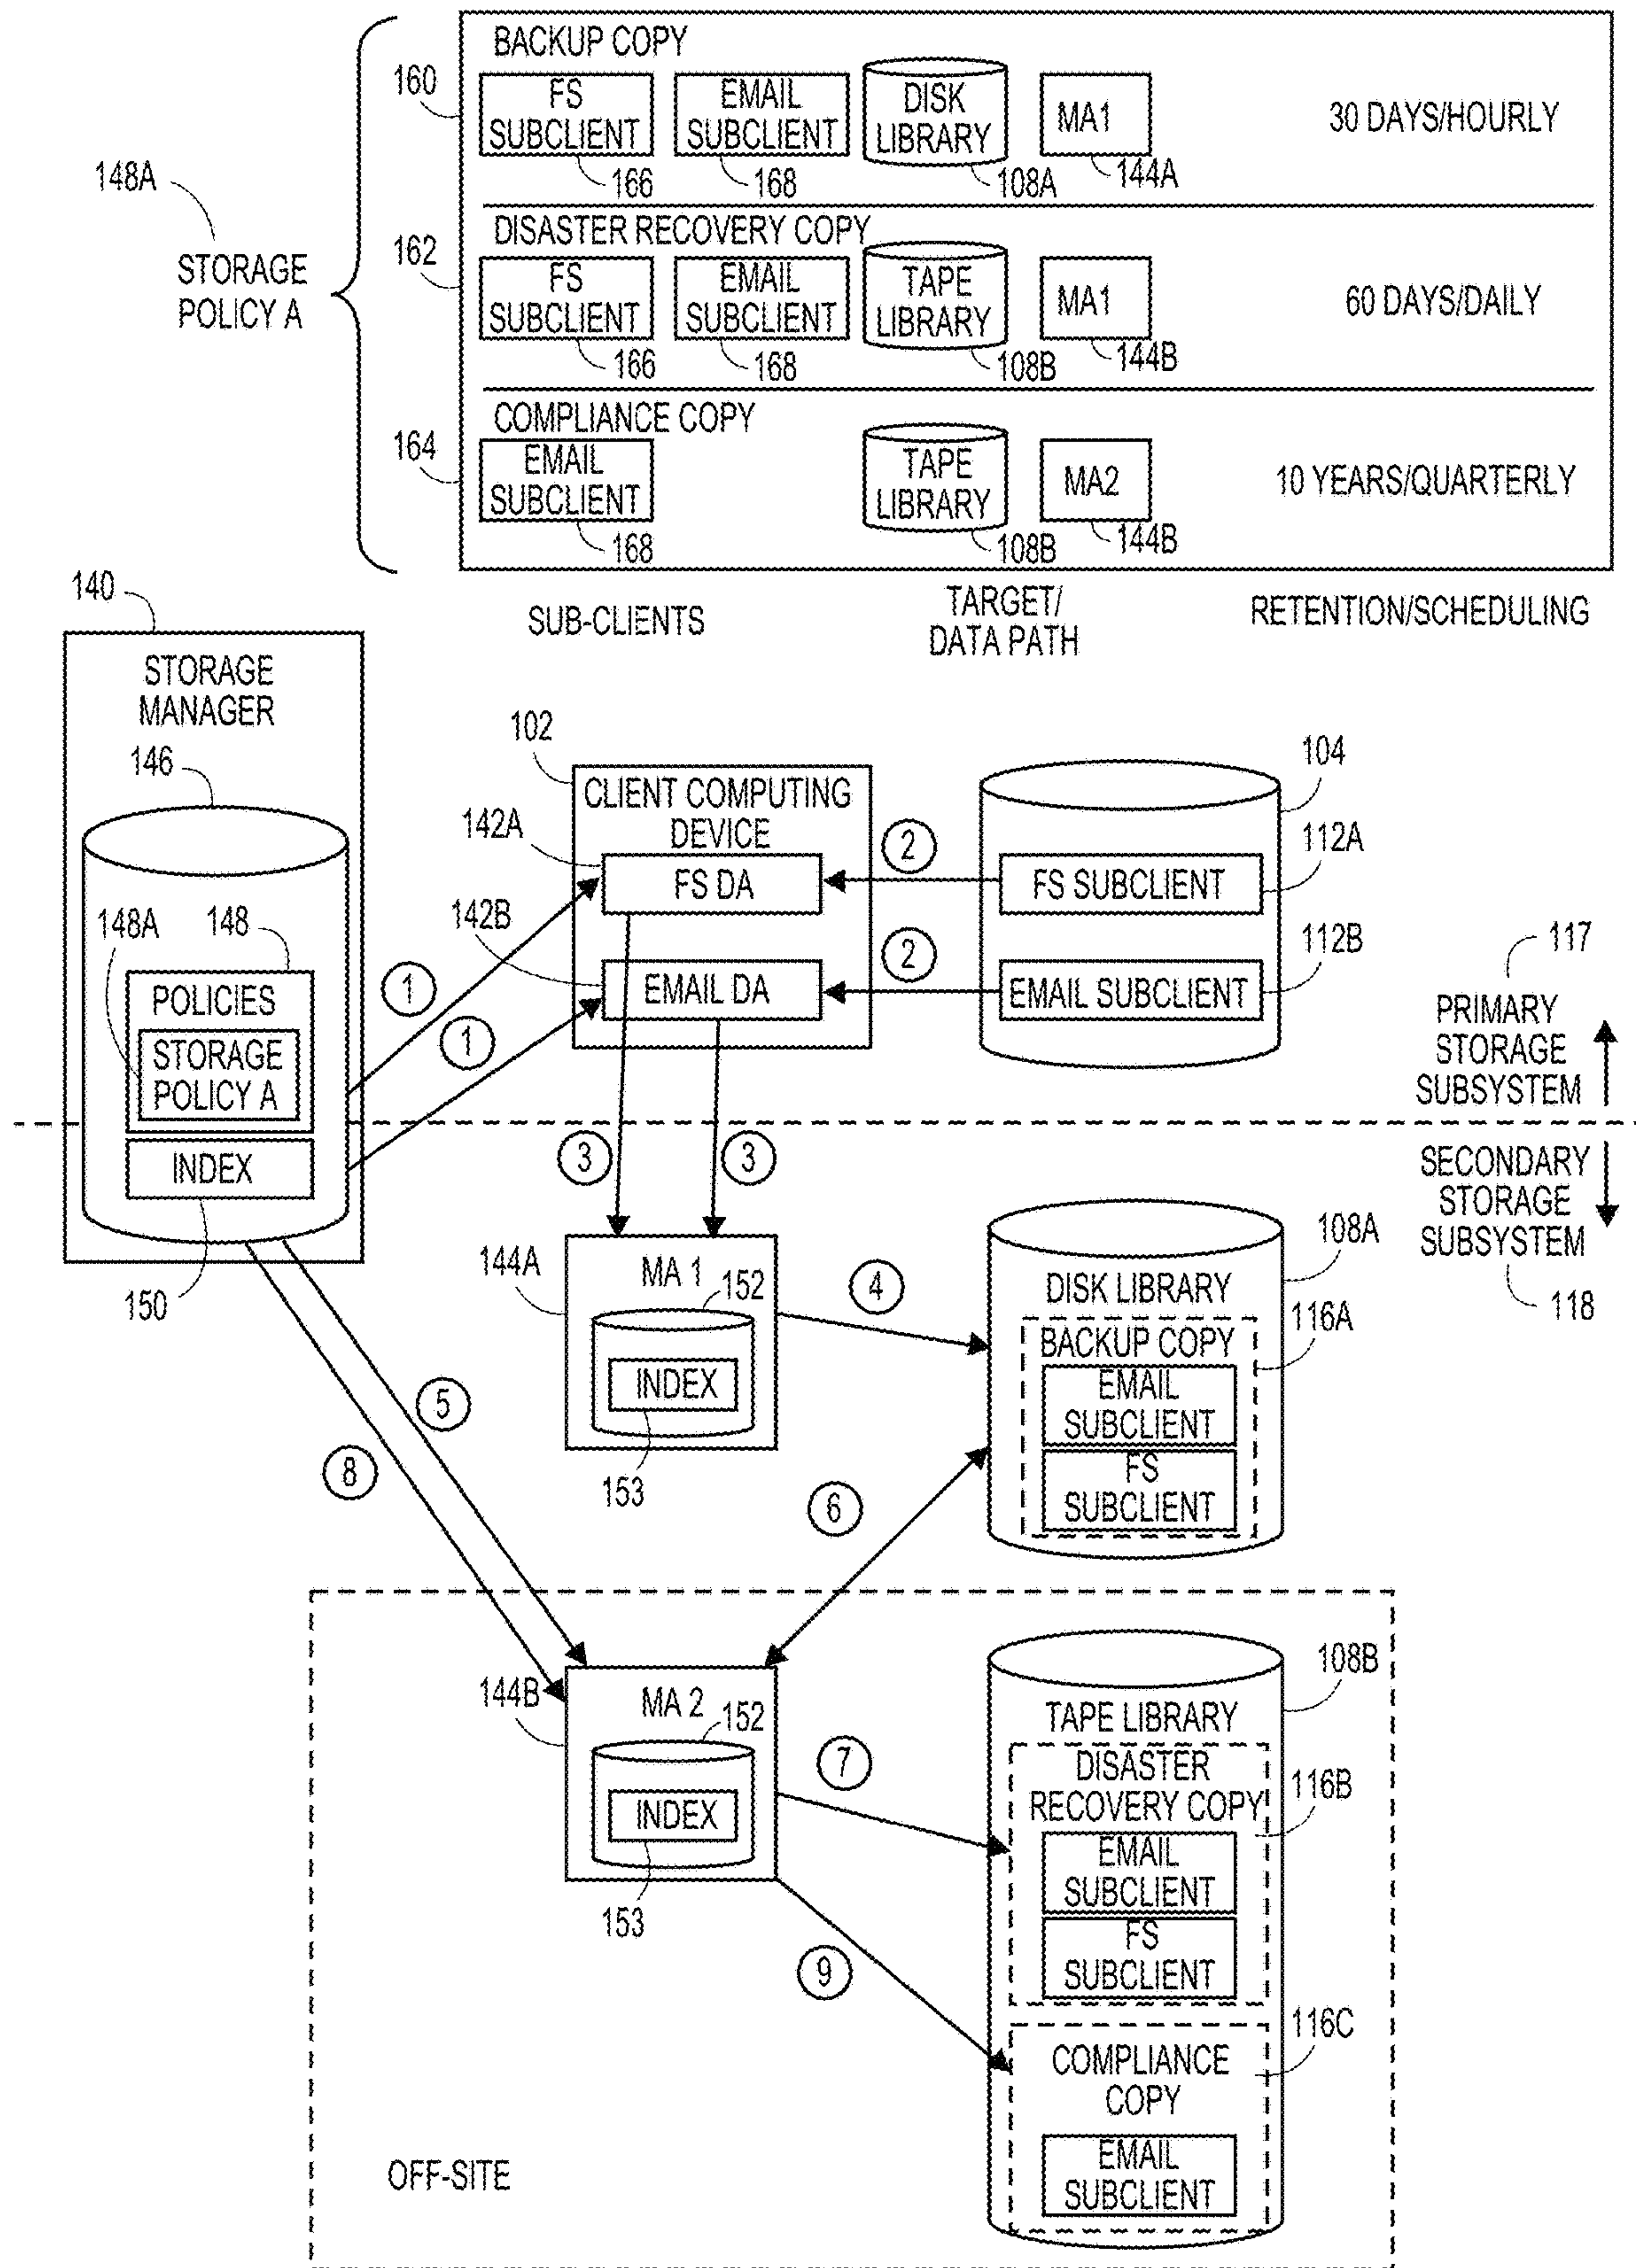 BACKUP COPY
160
FS
SUBCLIENT
166
EMAIL
SUBCLIENT
168
DISK
LIBRARY
108A
MA1
144A
30 DAYS/HOURLY
148A
STORAGE
POLICY A
DISASTER RECOVERY COPY
162
FS
SUBCLIENT
166
EMAIL
SUBCLIENT
168
TAPE
LIBRARY
108B
MA1
144B
60 DAYS/DAILY
COMPLIANCE COPY
164
EMAIL
SUBCLIENT
168
TAPE
LIBRARY
108B
MA2
144B
10 YEARS/QUARTERLY
SUB-CLIENTS
TARGET/
DATA PATH
RETENTION/SCHEDULING
140
STORAGE
MANAGER
146
148A
148
POLICIES
STORAGE
POLICY A
INDEX
150
102
CLIENT COMPUTING
DEVICE
142A
FS DA
142B
EMAIL DA
1
1
2
2
104
FS SUBCLIENT
112A
EMAIL SUBCLIENT
112B
117
PRIMARY
STORAGE
SUBSYSTEM
SECONDARY
STORAGE
SUBSYSTEM
118
3
3
144A
MA 1
152
INDEX
153
4
108A
DISK LIBRARY
116A
BACKUP COPY
EMAIL
SUBCLIENT
FS
SUBCLIENT
5
8
6
144B
MA 2
152
INDEX
153
7
9
108B
TAPE LIBRARY
DISASTER
RECOVERY COPY
116B
EMAIL
SUBCLIENT
FS
SUBCLIENT
116C
COMPLIANCE
COPY
EMAIL
SUBCLIENT
OFF-SITE